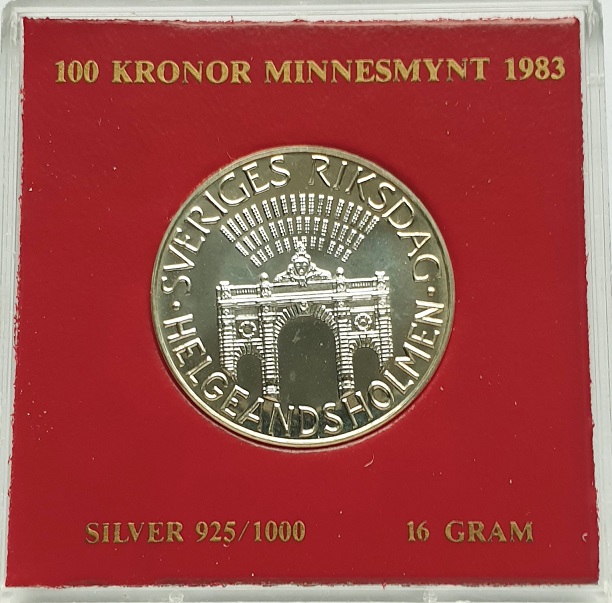 100 KRONOR MINNESMYNT 1983
SVERIGES RIKSDAG
HELGEANDSHOLMEN
SILVER 925/1000
16 GRAM